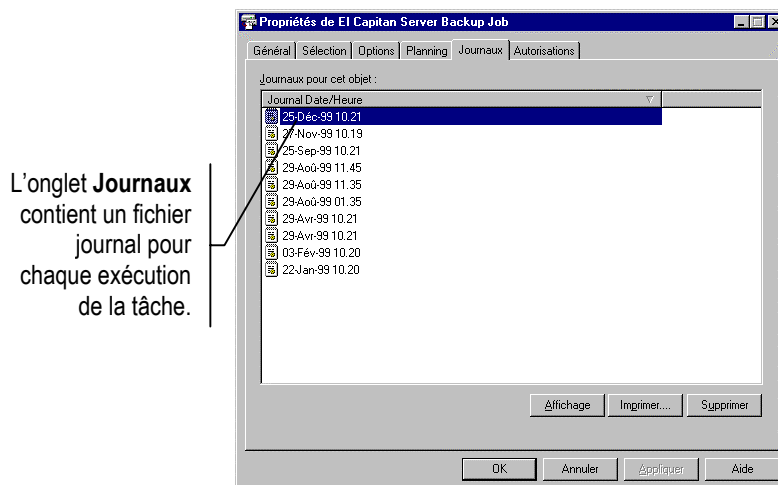 Propriétés de El Capitan Server Backup Job
Général Sélection Options Planning Journaux Autorisations
Journaux pour cet objet :
Journal Date/Heure
25-Déc-99 10.21
27-Nov-99 10.19
25-Sep-99 10.21
29-Aoû-99 11.45
29-Aoû-99 11.35
29-Aoû-99 01.35
29-Avr-99 10.21
29-Avr-99 10.21
03-Fév-99 10.20
22-Jan-99 10.20
L'onglet Journaux
contient un fichier
journal pour
chaque exécution
de la tâche.
Affichage Imprimer.... Supprimer
OK Annuler Appliquer Aide